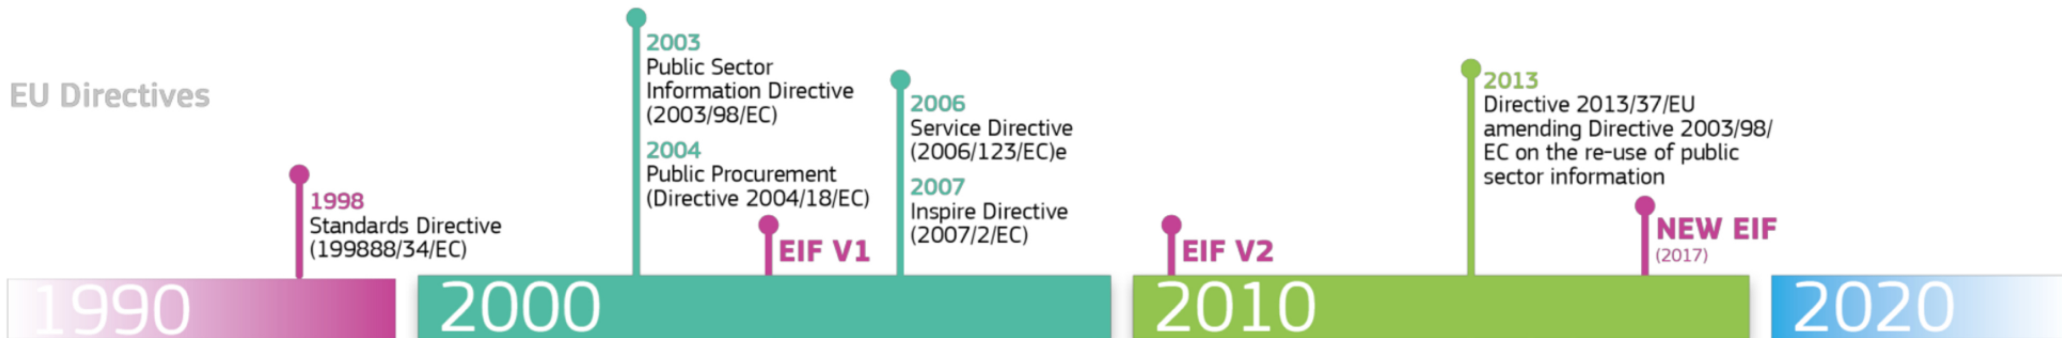 EU Directives
1998
Standards Directive
(199888/34/EC)
2003
Public Sector
Information Directive
(2003/98/EC)
2004
Public Procurement
(Directive 2004/18/EC)
EIF V1
2006
Service Directive
(2006/123/EC)e
2007
Inspire Directive
(2007/2/EC)
EIF V2
2013
Directive 2013/37/EU
amending Directive 2003/98/
EC on the re-use of public
sector information
NEW EIF
(2017)
1990
2000
2010
2020